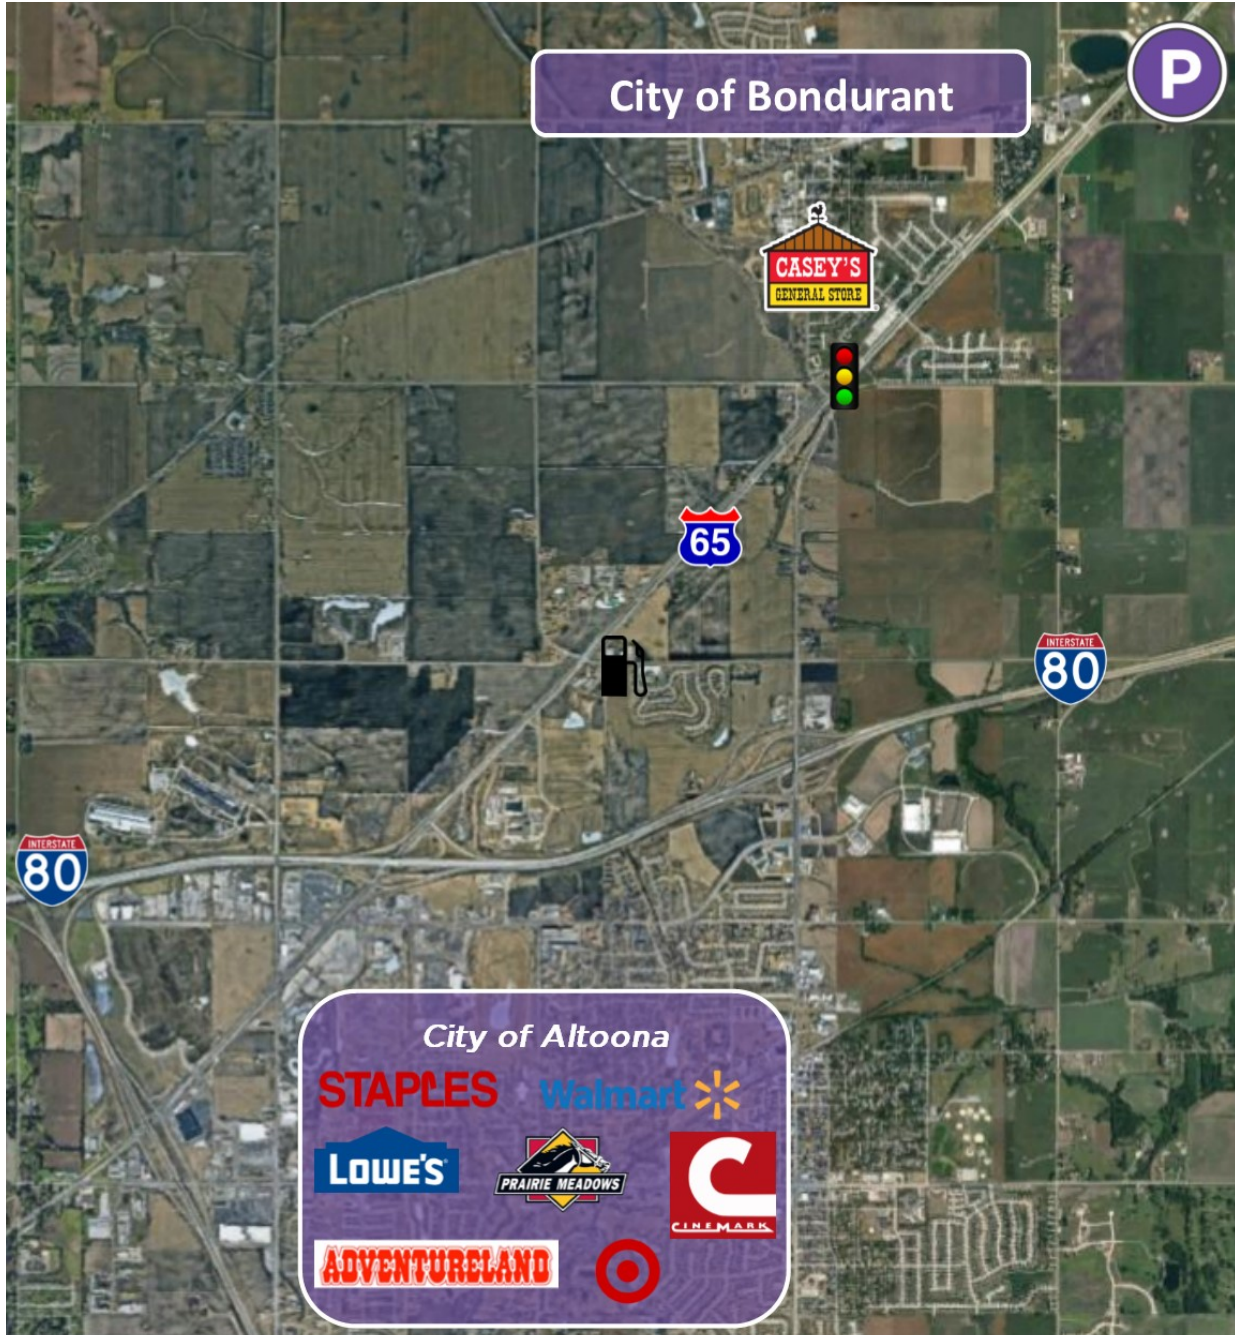 City of Bondurant
P
CASEY'S
GENERAL STORE
65
INTERSTATE
80
INTERSTATE
80
City of Altoona
STAPLES
Walmart
LOWE'S
PRAIRIE MEADOWS
C
CINEMARK
ADVENTURELAND